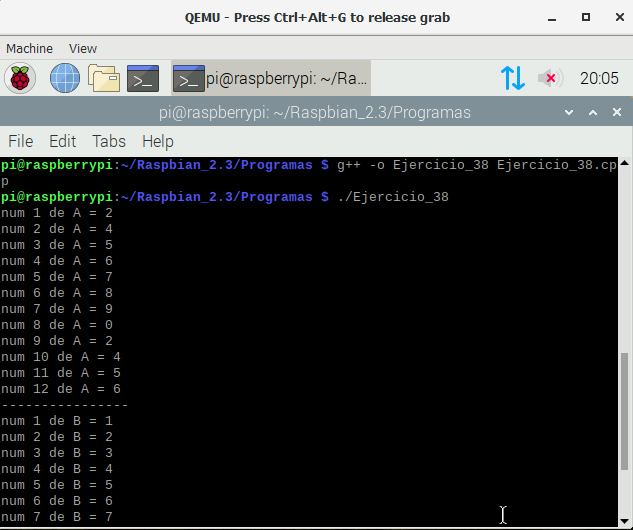 QEMU - Press Ctrl+Alt+G to release grab
Machine View
pi@raspberrypi: ~/Ra... 20:05
pi@raspberrypi: ~/Raspbian_2.3/Programas
File Edit Tabs Help
pi@raspberrypi:~/Raspbian_2.3/Programas $ g++ -o Ejercicio_38 Ejercicio_38.cp
p
pi@raspberrypi:~/Raspbian_2.3/Programas $ ./Ejercicio_38
num 1 de A = 2
num 2 de A = 4
num 3 de A = 5
num 4 de A = 6
num 5 de A = 7
num 6 de A = 8
num 7 de A = 9
num 8 de A = 0
num 9 de A = 2
num 10 de A = 4
num 11 de A = 5
num 12 de A = 6
----------------
num 1 de B = 1
num 2 de B = 2
num 3 de B = 3
num 4 de B = 4
num 5 de B = 5
num 6 de B = 6
num 7 de B = 7